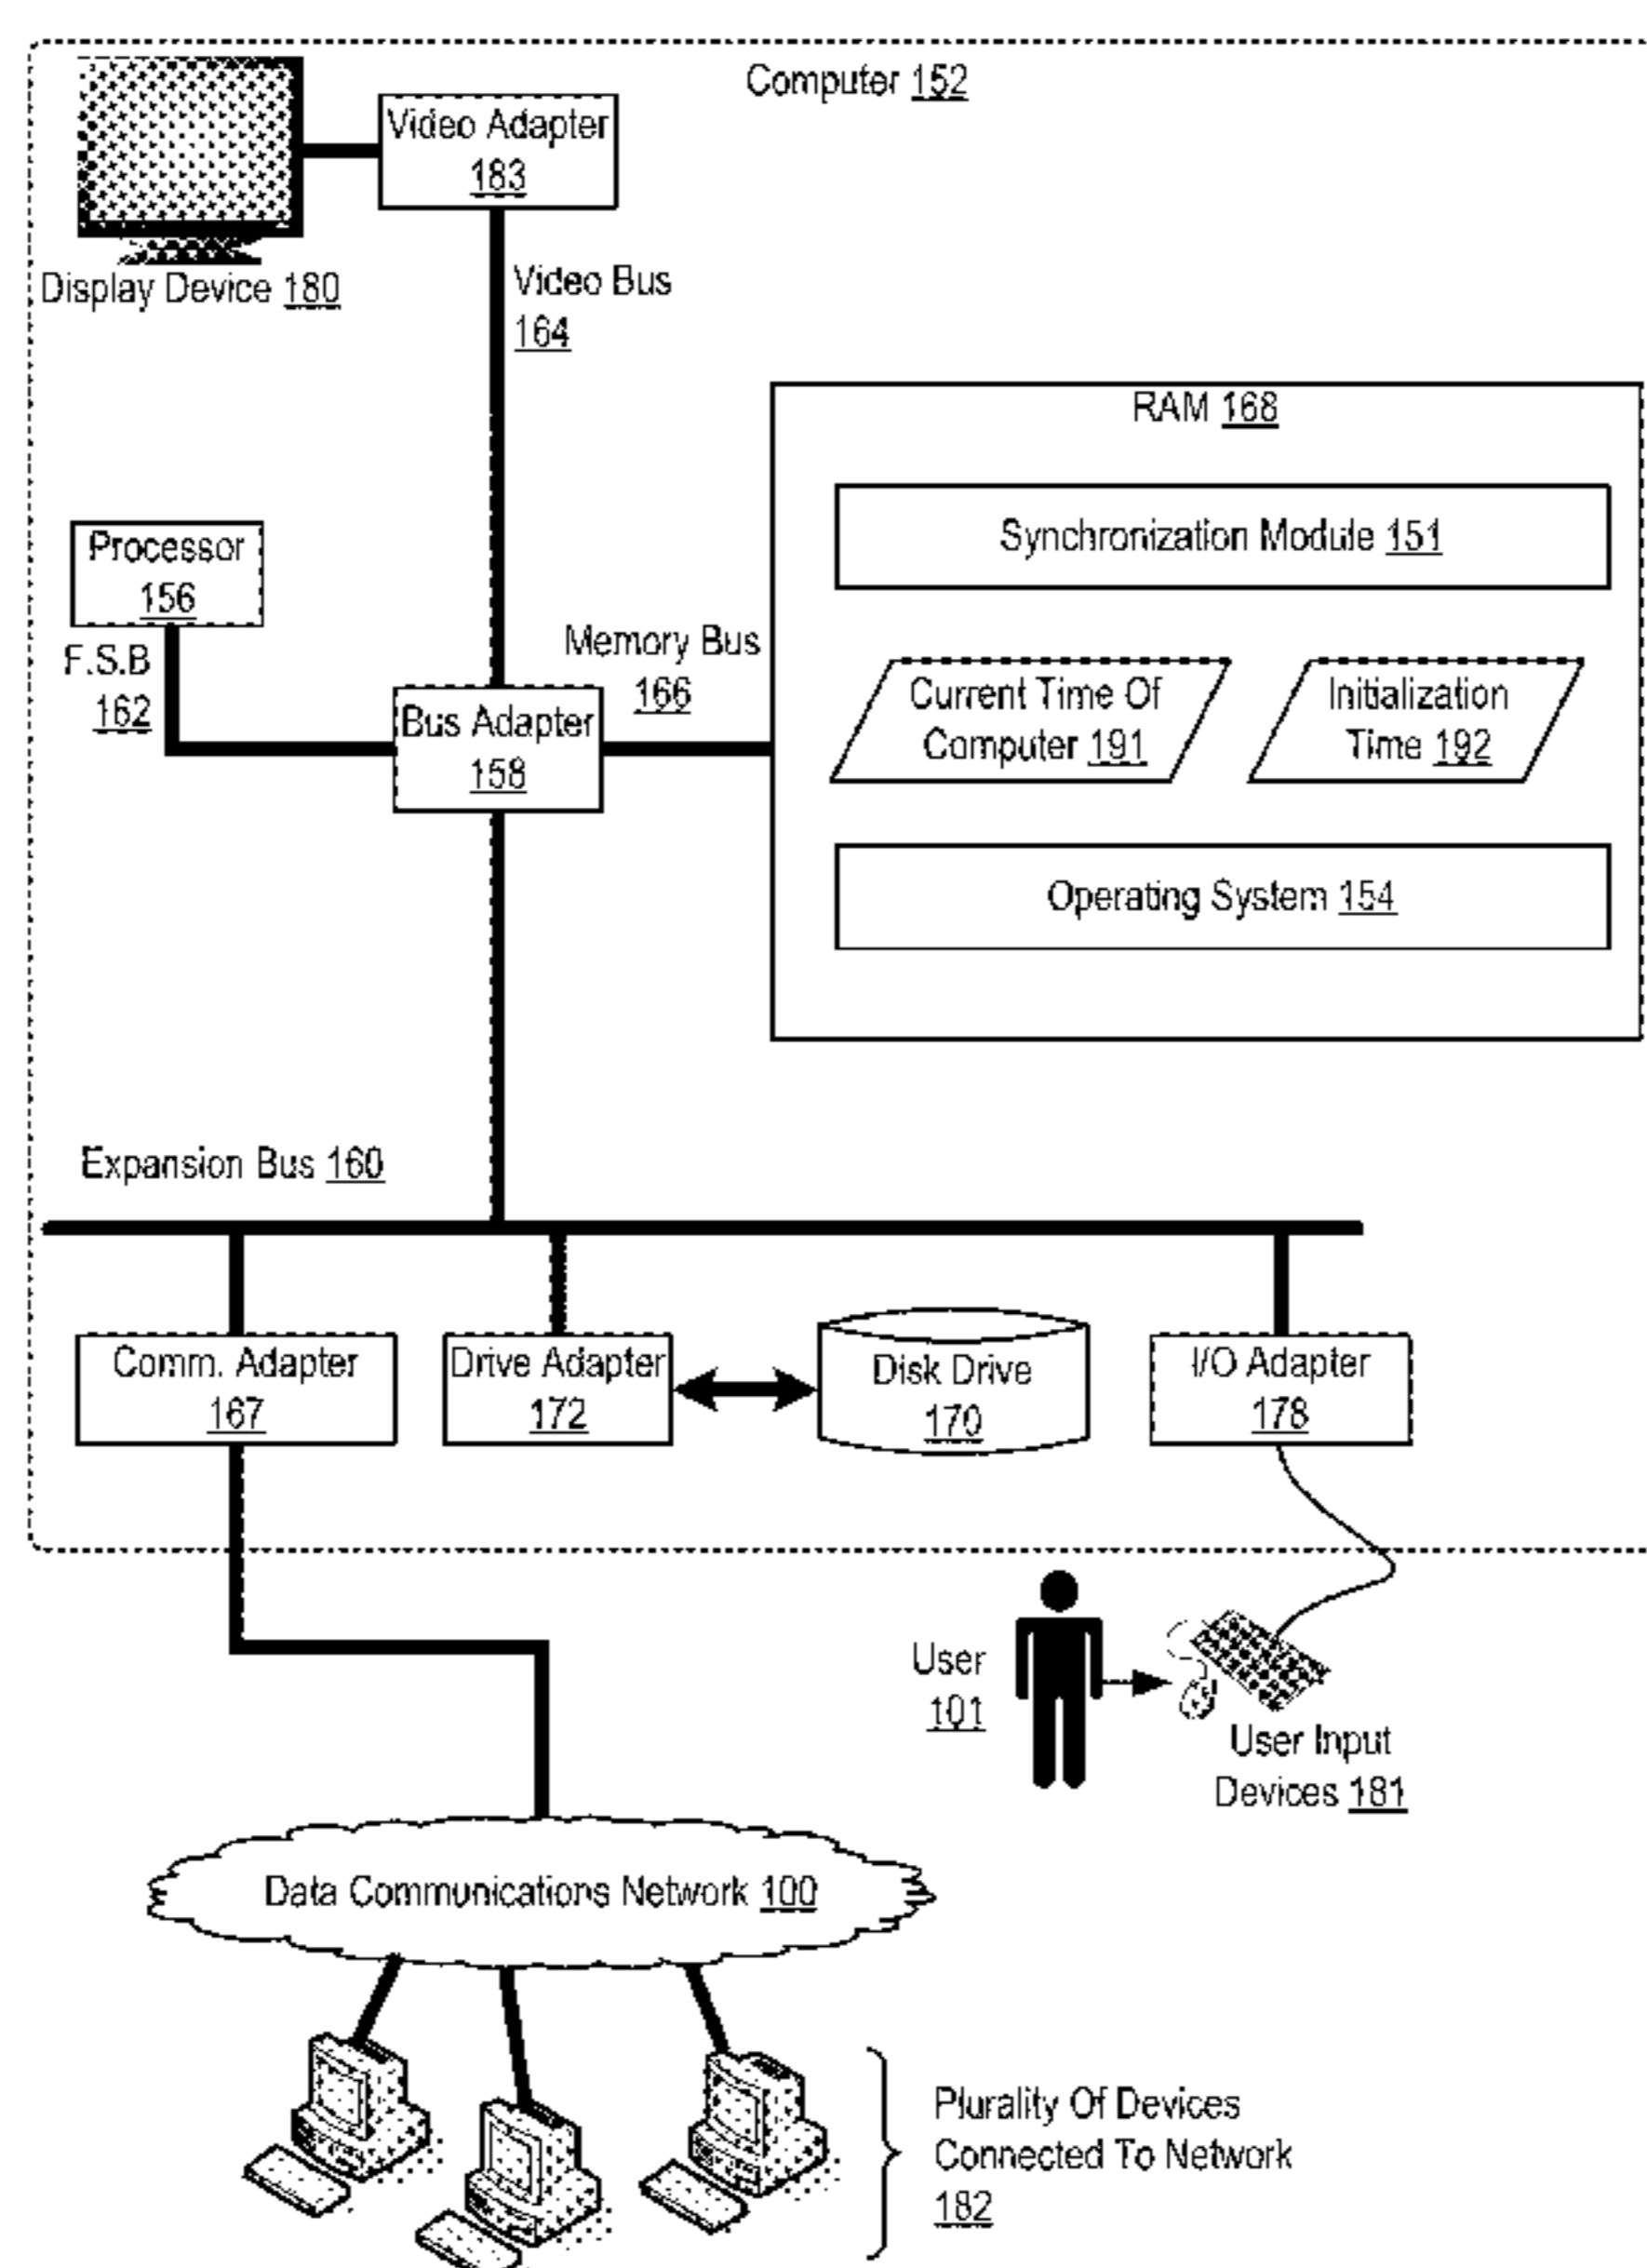 Computer 152
Video Adapter
183
Display Device 180
Video Bus
164
RAM 168
Synchronization Module 151
Processor
156
F.S.B
162
Memory Bus
166
Bus Adapter
158
Current Time Of
Computer 191
Initialization
Time 192
Operating System 154
Expansion Bus 160
Comm. Adapter
167
Drive Adapter
172
Disk Drive
170
I/O Adapter
178
User
101
User Input
Devices 181
Data Communications Network 100
Plurality Of Devices
Connected To Network
182